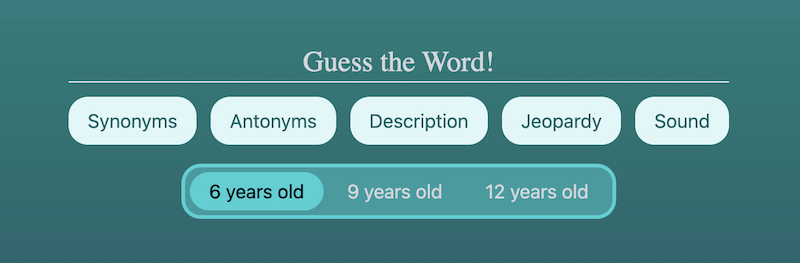 Guess the Word!
Synonyms Antonyms Description Jeopardy Sound
6 years old 9 years old 12 years old